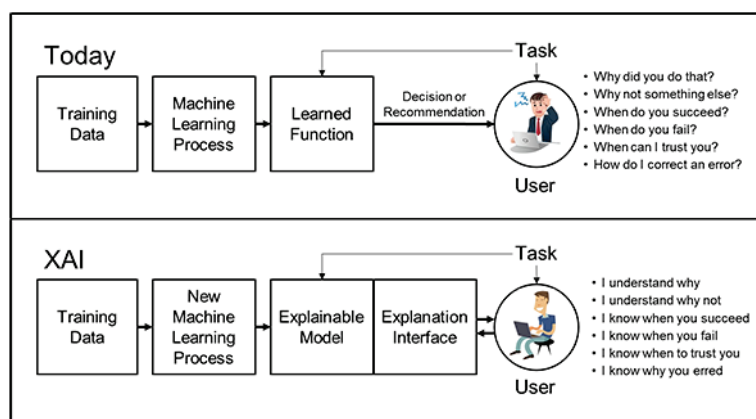 Today
Training
Data
Machine
Learning
Process
Learned
Function
Decision or
Recommendation
Task
User
• Why did you do that?
• Why not something else?
• When do you succeed?
• When do you fail?
• When can I trust you?
• How do I correct an error?
XAI
Training
Data
New
Machine
Learning
Process
Explainable
Model
Explanation
Interface
Task
User
• I understand why
• I understand why not
• I know when you succeed
• I know when you fail
• I know when to trust you
• I know why you erred